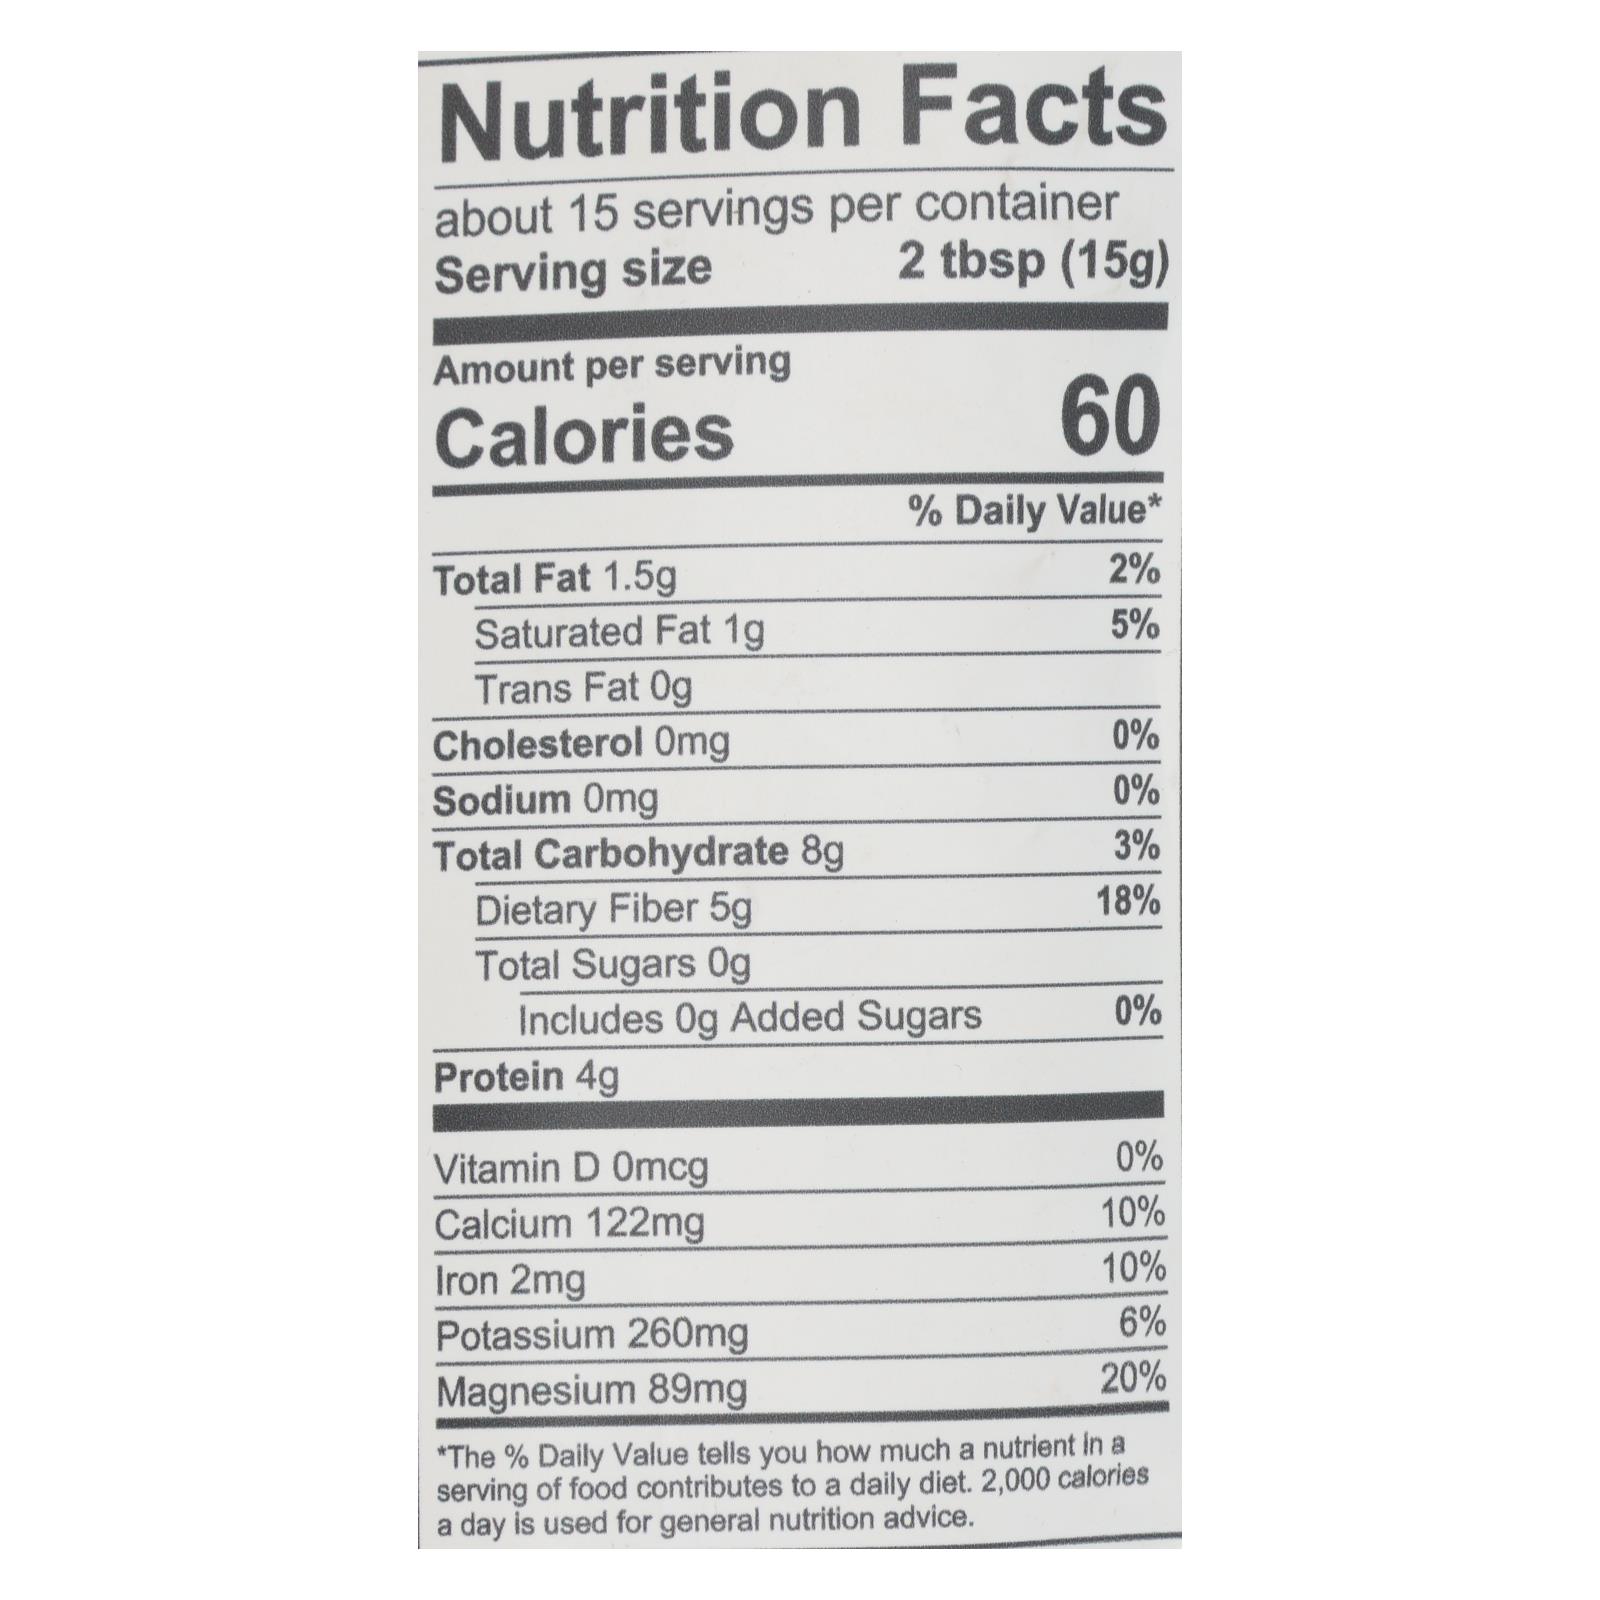 Nutrition Facts
about 15 servings per container
Serving size 2 tbsp (15g)
Amount per serving
Calories 60
% Daily Value*
Total Fat 1.5g 2%
Saturated Fat 1g 5%
Trans Fat 0g
Cholesterol 0mg 0%
Sodium 0mg 0%
Total Carbohydrate 8g 3%
Dietary Fiber 5g 18%
Total Sugars 0g
Includes 0g Added Sugars 0%
Protein 4g
Vitamin D 0mcg 0%
Calcium 122mg 10%
Iron 2mg 10%
Potassium 260mg 6%
Magnesium 89mg 20%
*The % Daily Value tells you how much a nutrient in a
serving of food contributes to a daily diet. 2,000 calories
a day is used for general nutrition advice.